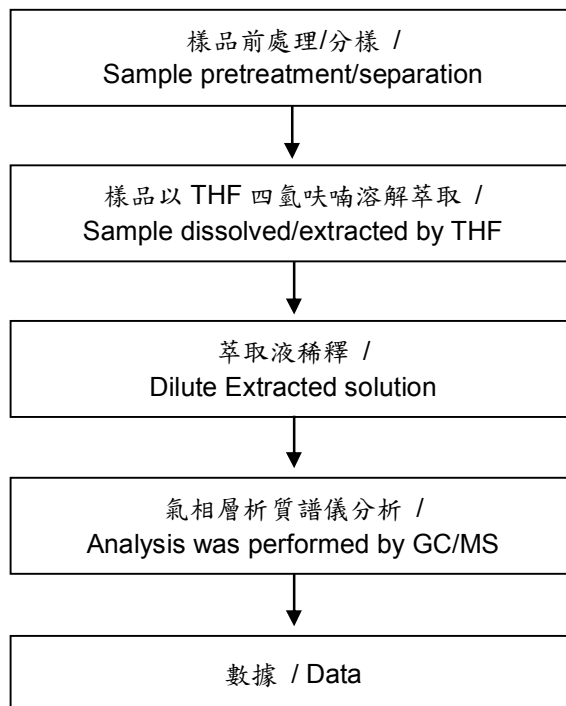 樣品前處理/分樣 /
Sample pretreatment/separation
樣品以 THF 四氫呋喃溶解萃取 /
Sample dissolved/extracted by THF
萃取液稀釋 /
Dilute Extracted solution
氣相層析質譜儀分析 /
Analysis was performed by GC/MS
數據 / Data